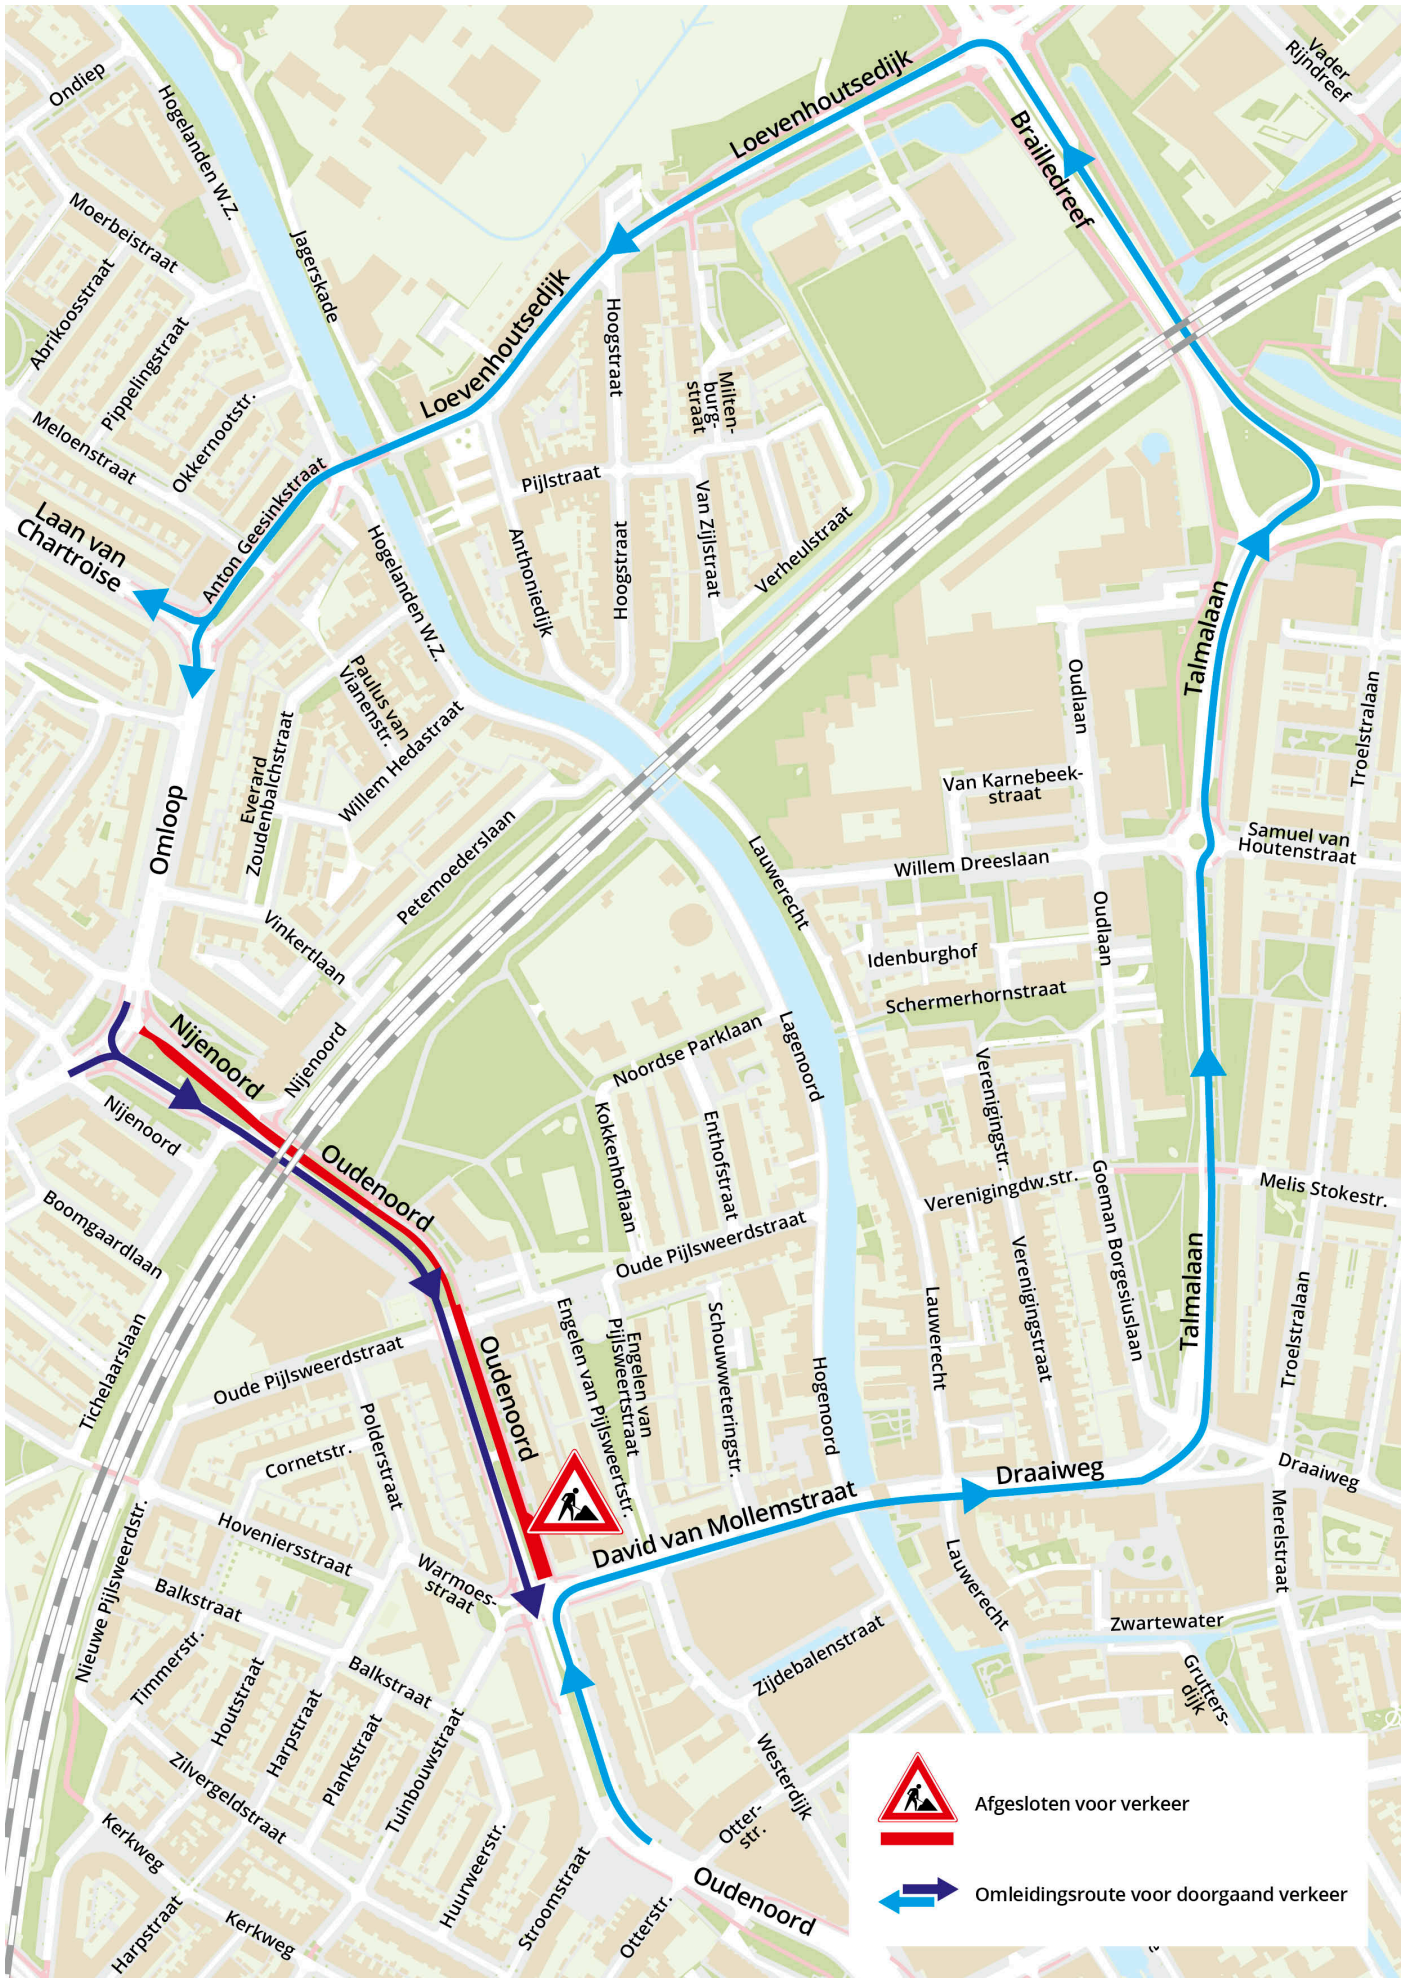 Ondiep
Hogelanden W.Z.
Vader
Rijndreef
Loevenhoutsedijk
Brailledreef
Moerbeistraat
Jagerskade
Abrikoosstraat
Pippelingstraat
Loevenhoutsedijk
Hoogstraat
Milten-
burg-
straat
Meloenstraat
Okkernootstr.
Anton Geesinkstraat
Pijlstraat
Van Zijlstraat
Verheulstraat
Laan van
Chartroise
Hogelanden W.Z.
Anthoniedijk
Hoogstraat
Talmalaan
Paulus van
Vianenstr.
Oudlaan
Troelstralaan
Willem Hedastraat
Everard
Zoudenbalchstraat
Omloop
Van Karnebeek-
straat
Petemoederslaan
Lauwerecht
Willem Dreeslaan
Samuel van
Houtenstraat
Vinkertlaan
Idenburghof
Oudlaan
Schermerhornstraat
Nijenoord
Nijenoord
Noordse Parklaan
Lagenoord
Verenigingstr.
Nijenoord
Kokkenhoflaan
Enthofstraat
Oudenoord
Verenigingdw.str.
Goeman Borgesiuslaan
Melis Stokestr.
Boomgaardlaan
Oude Pijlsweerdstraat
Verenigingstraat
Talmalaan
Troelstralaan
Tichelaarslaan
Oude Pijlsweerdstraat
Oudenoord
Engelen van Pijlsweertstr.
Engelen van
Pijlsweertstraat
Schouwweteringstr.
Hogenoord
Lauwerecht
Polderstraat
Cornetstr.
Draaiweg
Draaiweg
David van Mollemstraat
Merelstraat
Nieuwe Pijlsweerdstr.
Hoveniersstraat
Warmoes-
straat
Lauwerecht
Balkstraat
Timmerstr.
Zwartewater
Zijdebalenstraat
Grutters-
dijk
Houtstraat
Harpstraat
Balkstraat
Plankstraat
Tuinbouwstraat
Zilvergeldstraat
Westerdijk
Otter-
str.
Kerkweg
Huurweerstr.
Stroomstraat
Oudenoord
Otterstr.
Harpstraat
Kerkweg
Afgesloten voor verkeer
Omleidingsroute voor doorgaand verkeer